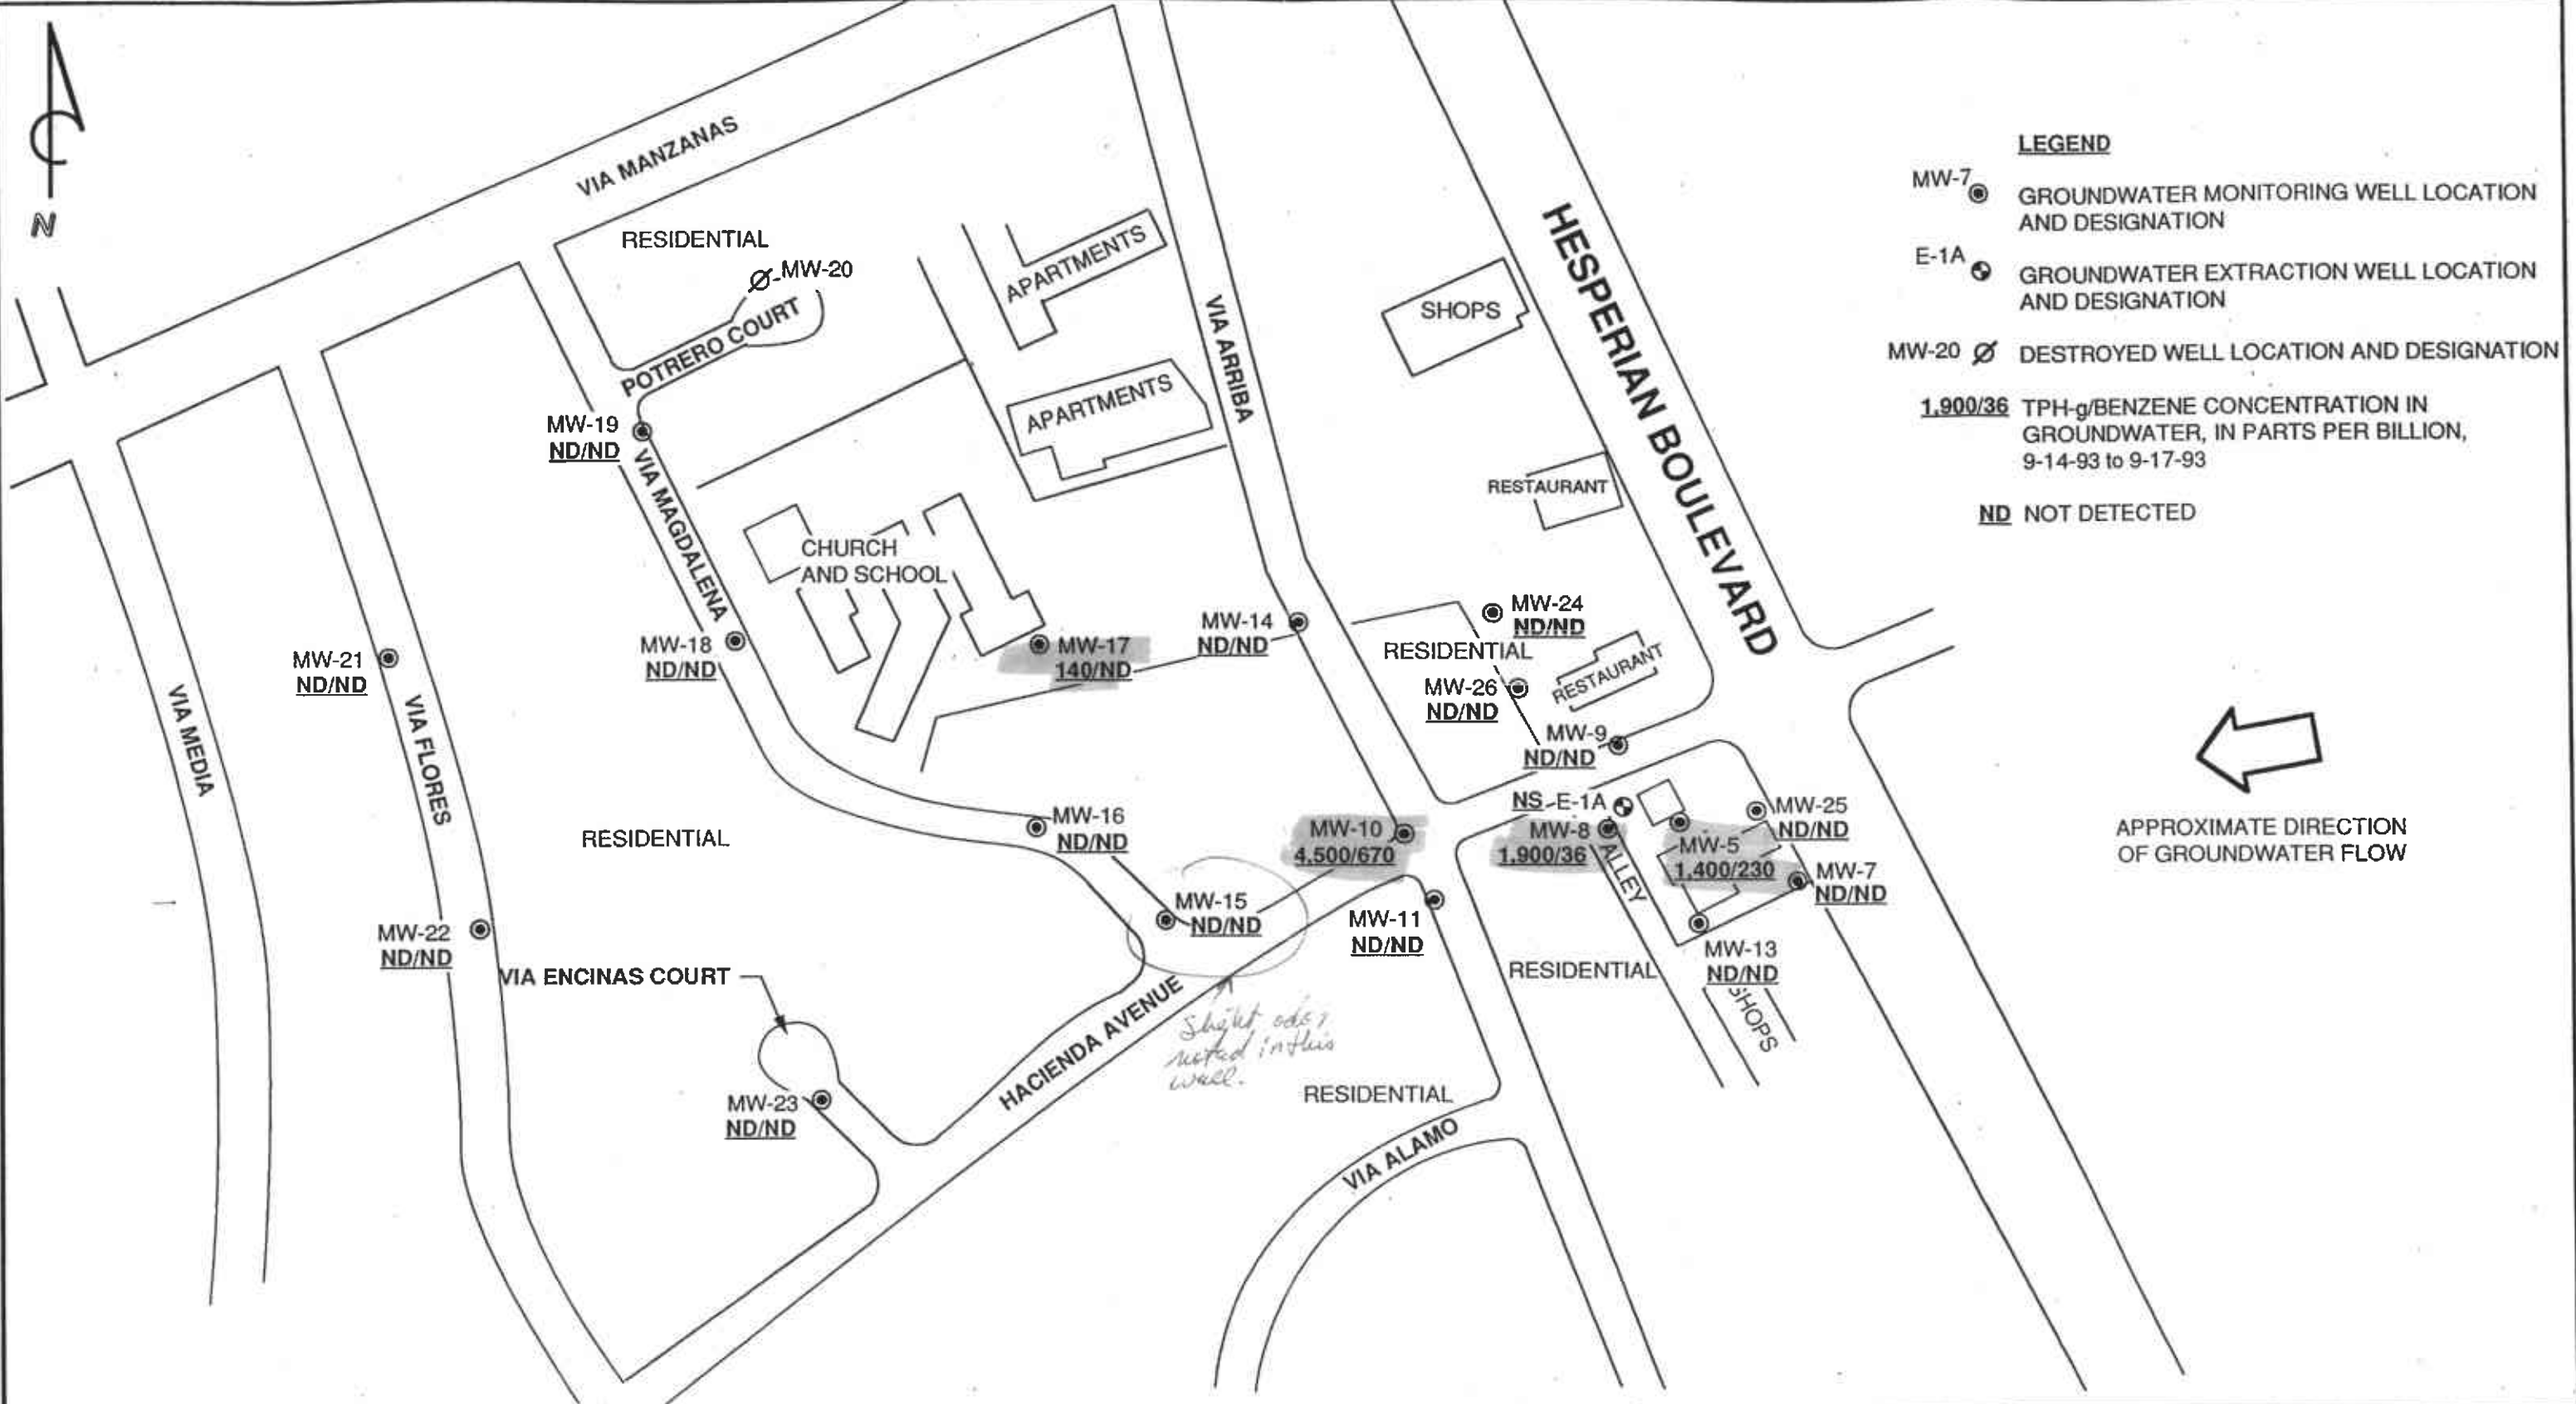 N
VIA MANZANAS
RESIDENTIAL
MW-20
POTRERO COURT
APARTMENTS
APARTMENTS
VIA ARRIBA
SHOPS
HESPERIAN BOULEVARD
RESTAURANT
LEGEND
MW-7 GROUNDWATER MONITORING WELL LOCATION
AND DESIGNATION
E-1A GROUNDWATER EXTRACTION WELL LOCATION
AND DESIGNATION
MW-20 DESTROYED WELL LOCATION AND DESIGNATION
1,900/36 TPH-g/BENZENE CONCENTRATION IN
GROUNDWATER, IN PARTS PER BILLION,
9-14-93 to 9-17-93
ND NOT DETECTED
MW-19
ND/ND
VIA MAGDALENA
CHURCH
AND SCHOOL
MW-18
ND/ND
MW-17
140/ND
MW-14
ND/ND
MW-24
ND/ND
RESIDENTIAL
RESTAURANT
MW-26
ND/ND
MW-9
ND/ND
MW-21
ND/ND
VIA MEDIA
VIA FLORES
RESIDENTIAL
MW-16
ND/ND
MW-10
4,500/670
NS E-1A
MW-8
1,900/36
ALLEY
MW-5
1,400/230
MW-25
ND/ND
MW-7
ND/ND
APPROXIMATE DIRECTION
OF GROUNDWATER FLOW
MW-15
ND/ND
MW-11
ND/ND
MW-13
ND/ND
SHOPS
RESIDENTIAL
MW-22
ND/ND
VIA ENCINAS COURT
HACIENDA AVENUE
Slight odor
noted in this
well.
MW-23
ND/ND
RESIDENTIAL
VIA ALAMO